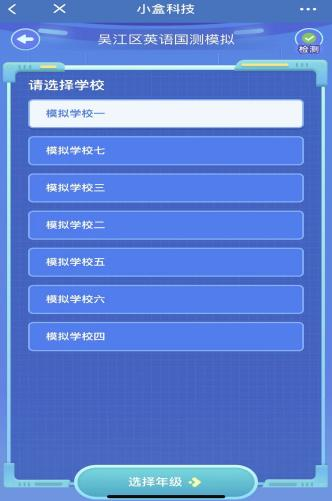 小盒科技
吴江区英语国测模拟
检测
请选择学校
模拟学校一
模拟学校七
模拟学校三
模拟学校二
模拟学校五
模拟学校六
模拟学校四
选择年级